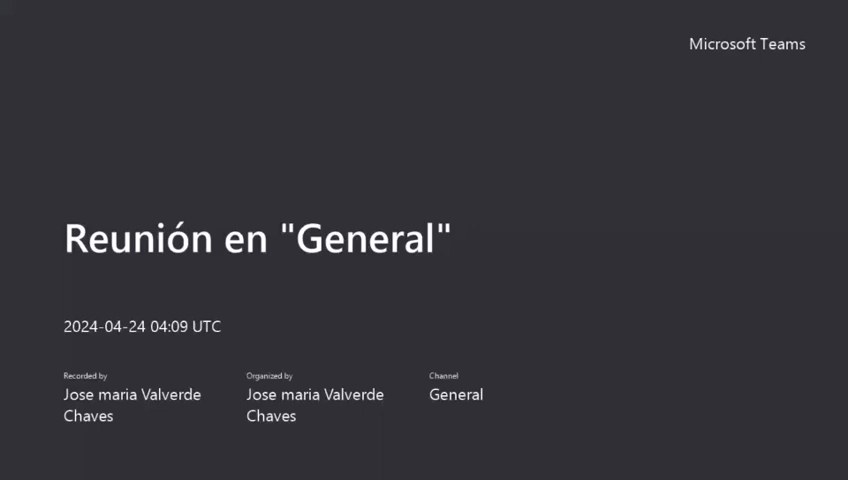 Microsoft Teams
Reunión en "General"
2024-04-24 04:09 UTC
Recorded by
Jose maria Valverde
Chaves
Organized by
Jose maria Valverde
Chaves
Channel
General